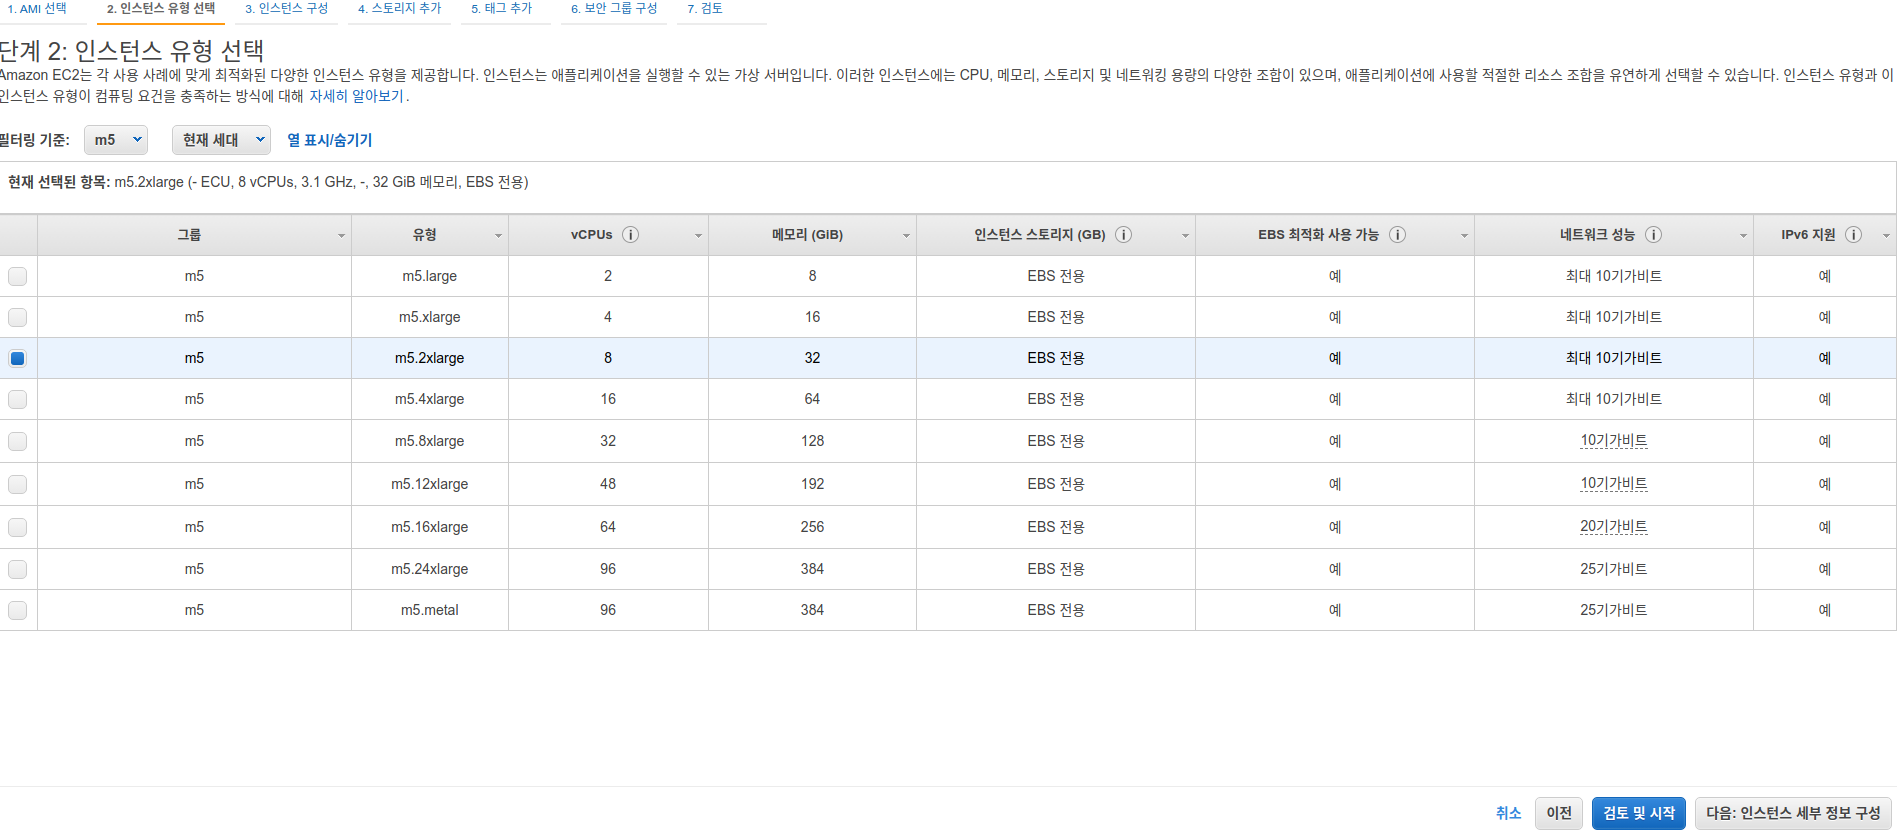 1. AMI 선택 2. 인스턴스 유형 선택 3. 인스턴스 구성 4. 스토리지 추가 5. 태그 추가 6. 보안 그룹 구성 7. 검토
단계 2: 인스턴스 유형 선택
Amazon EC2는 각 사용 사례에 맞게 최적화된 다양한 인스턴스 유형을 제공합니다. 인스턴스는 애플리케이션을 실행할 수 있는 가상 서버입니다. 이러한 인스턴스에는 CPU, 메모리, 스토리지 및 네트워킹 용량의 다양한 조합이 있으며, 애플리케이션에 사용할 적절한 리소스 조합을 유연하게 선택할 수 있습니다. 인스턴스 유형과 이
인스턴스 유형이 컴퓨팅 요건을 충족하는 방식에 대해 자세히 알아보기.
필터링 기준: m5 현재 세대 열 표시/숨기기
현재 선택된 항목: m5.2xlarge (- ECU, 8 vCPUs, 3.1 GHz, -, 32 GiB 메모리, EBS 전용)
그룹 유형 vCPUs i 메모리 (GiB) 인스턴스 스토리지 (GB) i EBS 최적화 사용 가능 i 네트워크 성능 i IPv6 지원 i
m5 m5.large 2 8 EBS 전용 예 최대 10기가비트 예
m5 m5.xlarge 4 16 EBS 전용 예 최대 10기가비트 예
m5 m5.2xlarge 8 32 EBS 전용 예 최대 10기가비트 예
m5 m5.4xlarge 16 64 EBS 전용 예 최대 10기가비트 예
m5 m5.8xlarge 32 128 EBS 전용 예 10기가비트 예
m5 m5.12xlarge 48 192 EBS 전용 예 10기가비트 예
m5 m5.16xlarge 64 256 EBS 전용 예 20기가비트 예
m5 m5.24xlarge 96 384 EBS 전용 예 25기가비트 예
m5 m5.metal 96 384 EBS 전용 예 25기가비트 예
취소 이전 검토 및 시작 다음: 인스턴스 세부 정보 구성